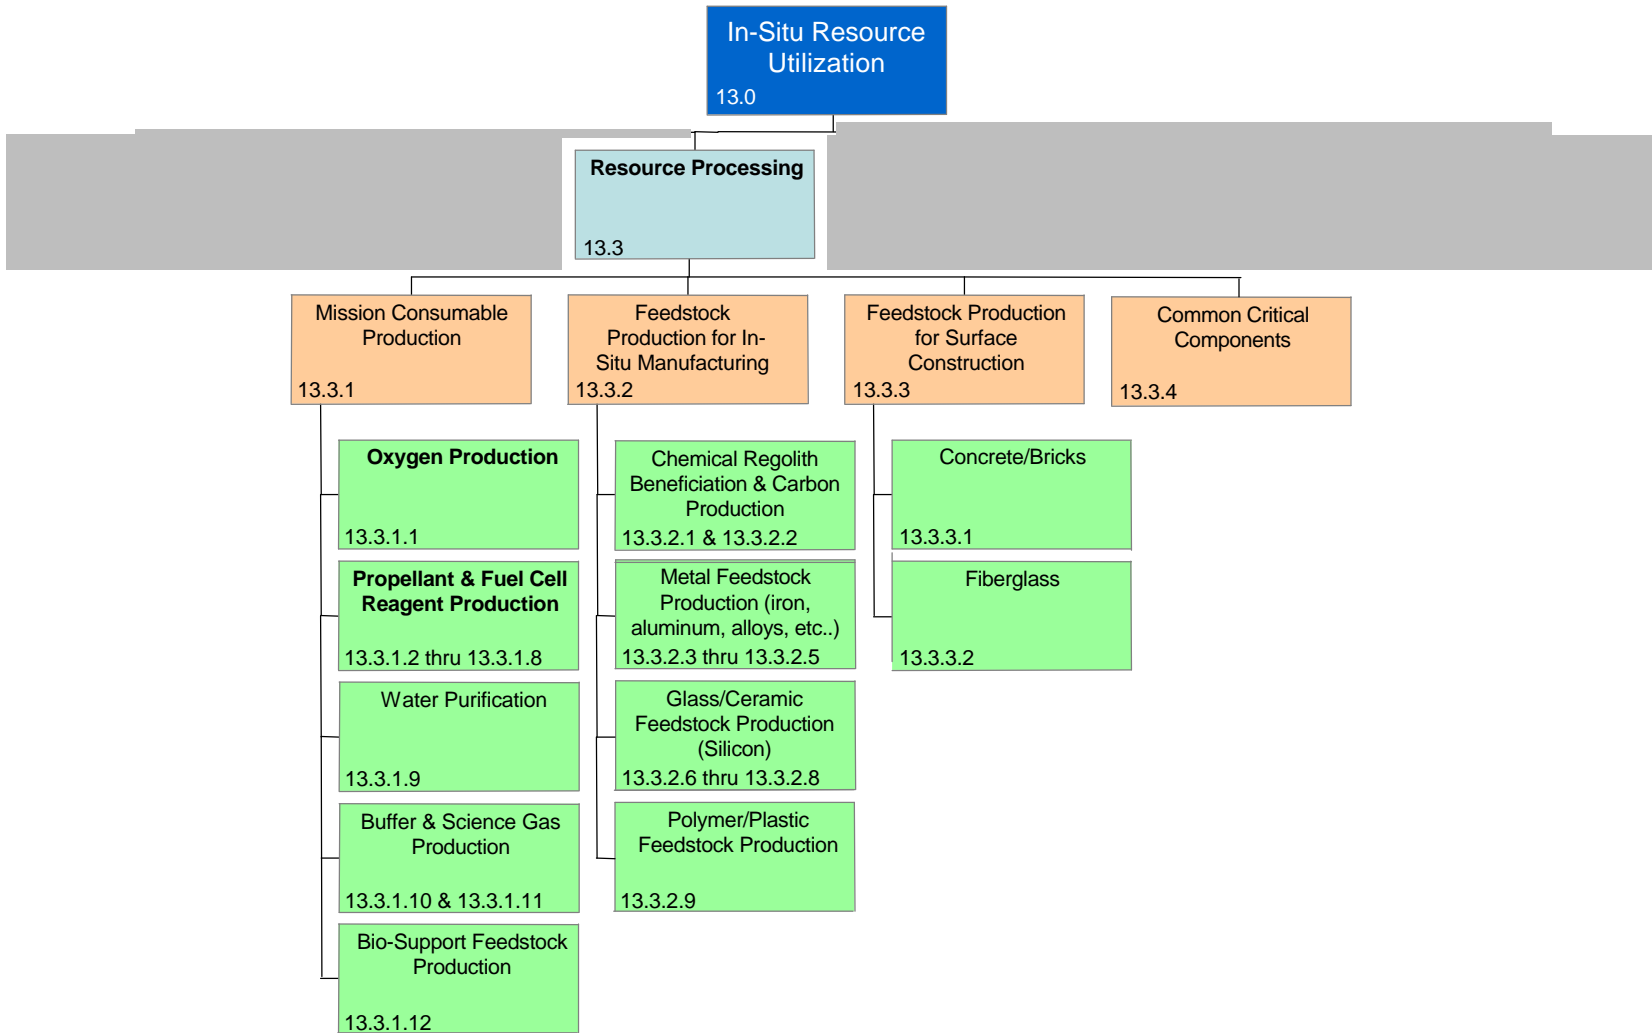 In-Situ Resource
Utilization
13.0
Resource Processing
13.3
Mission Consumable
Production
13.3.1
Feedstock
Production for In-
Situ Manufacturing
13.3.2
Feedstock Production
for Surface
Construction
13.3.3
Common Critical
Components
13.3.4
Oxygen Production
13.3.1.1
Propellant & Fuel Cell
Reagent Production
13.3.1.2 thru 13.3.1.8
Water Purification
13.3.1.9
Buffer & Science Gas
Production
13.3.1.10 & 13.3.1.11
Bio-Support Feedstock
Production
13.3.1.12
Chemical Regolith
Beneficiation & Carbon
Production
13.3.2.1 & 13.3.2.2
Metal Feedstock
Production (iron,
aluminum, alloys, etc..)
13.3.2.3 thru 13.3.2.5
Glass/Ceramic
Feedstock Production
(Silicon)
13.3.2.6 thru 13.3.2.8
Polymer/Plastic
Feedstock Production
13.3.2.9
Concrete/Bricks
13.3.3.1
Fiberglass
13.3.3.2